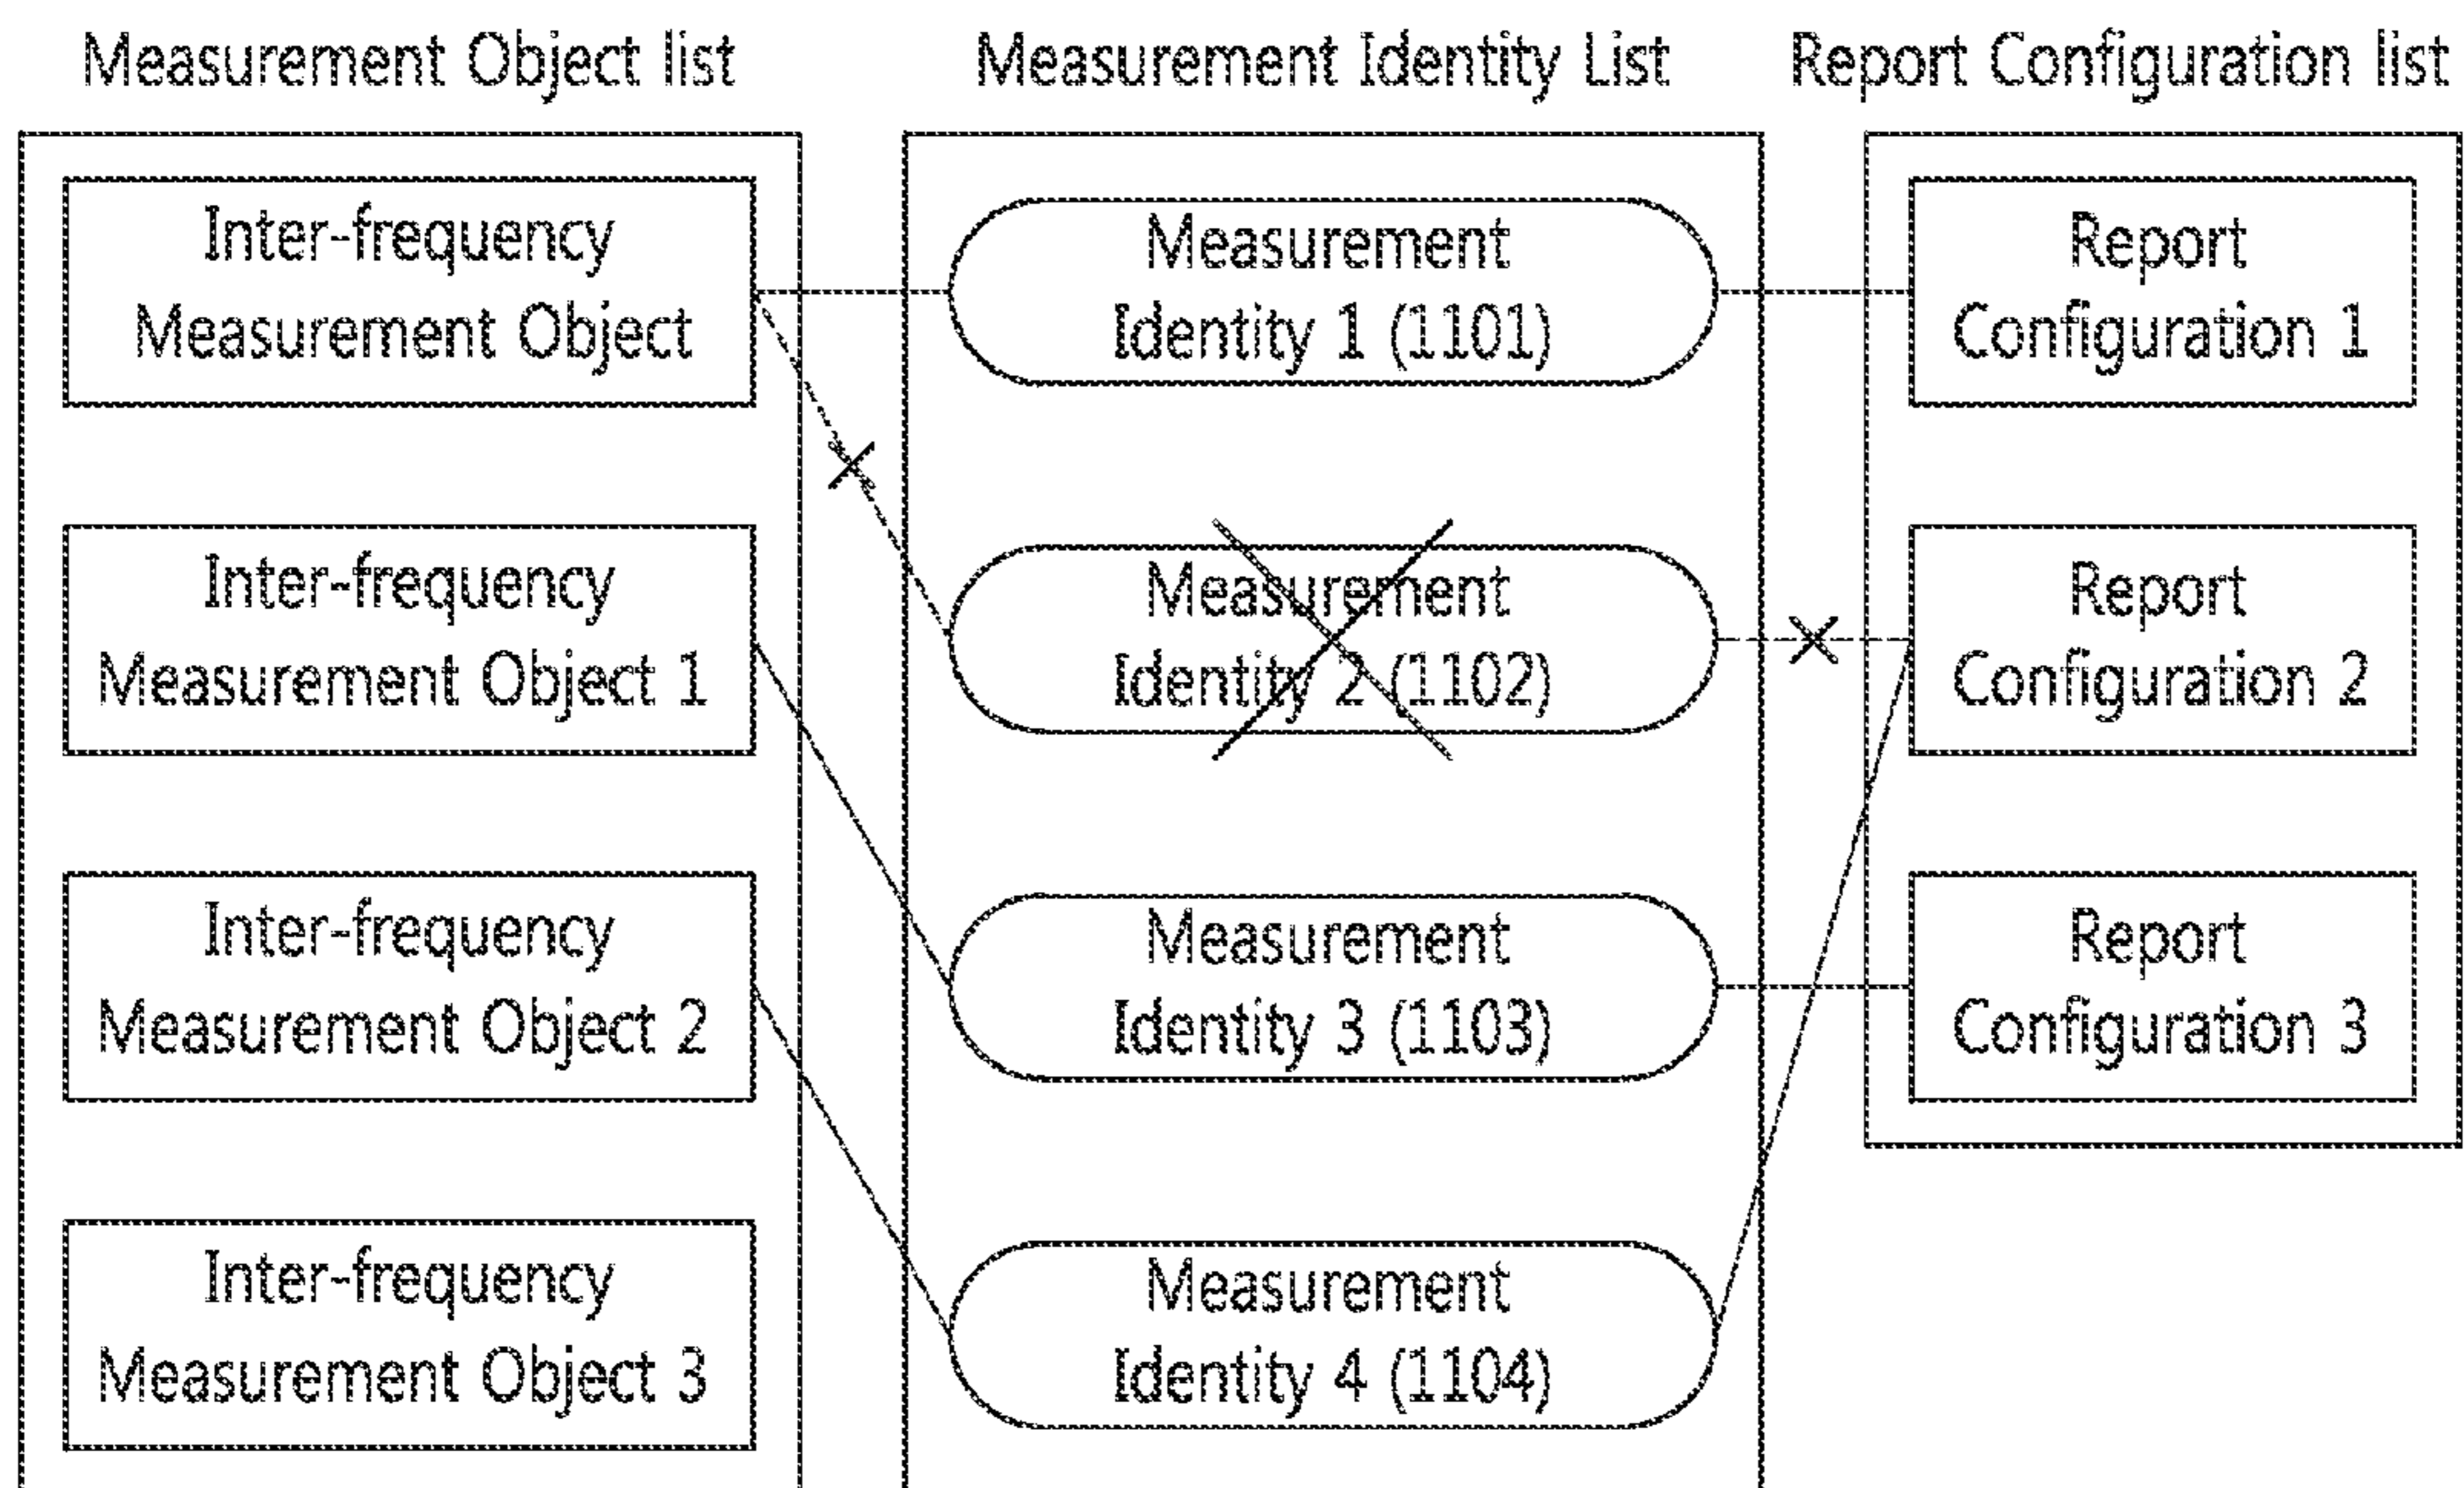 Measurement Object list
Measurement Identity List
Report Configuration list
Inter-frequency
Measurement Object
Measurement
Identity 1 (1101)
Report
Configuration 1
Inter-frequency
Measurement Object 1
Measurement
Identity 2 (1102)
Report
Configuration 2
Inter-frequency
Measurement Object 2
Measurement
Identity 3 (1103)
Report
Configuration 3
Inter-frequency
Measurement Object 3
Measurement
Identity 4 (1104)